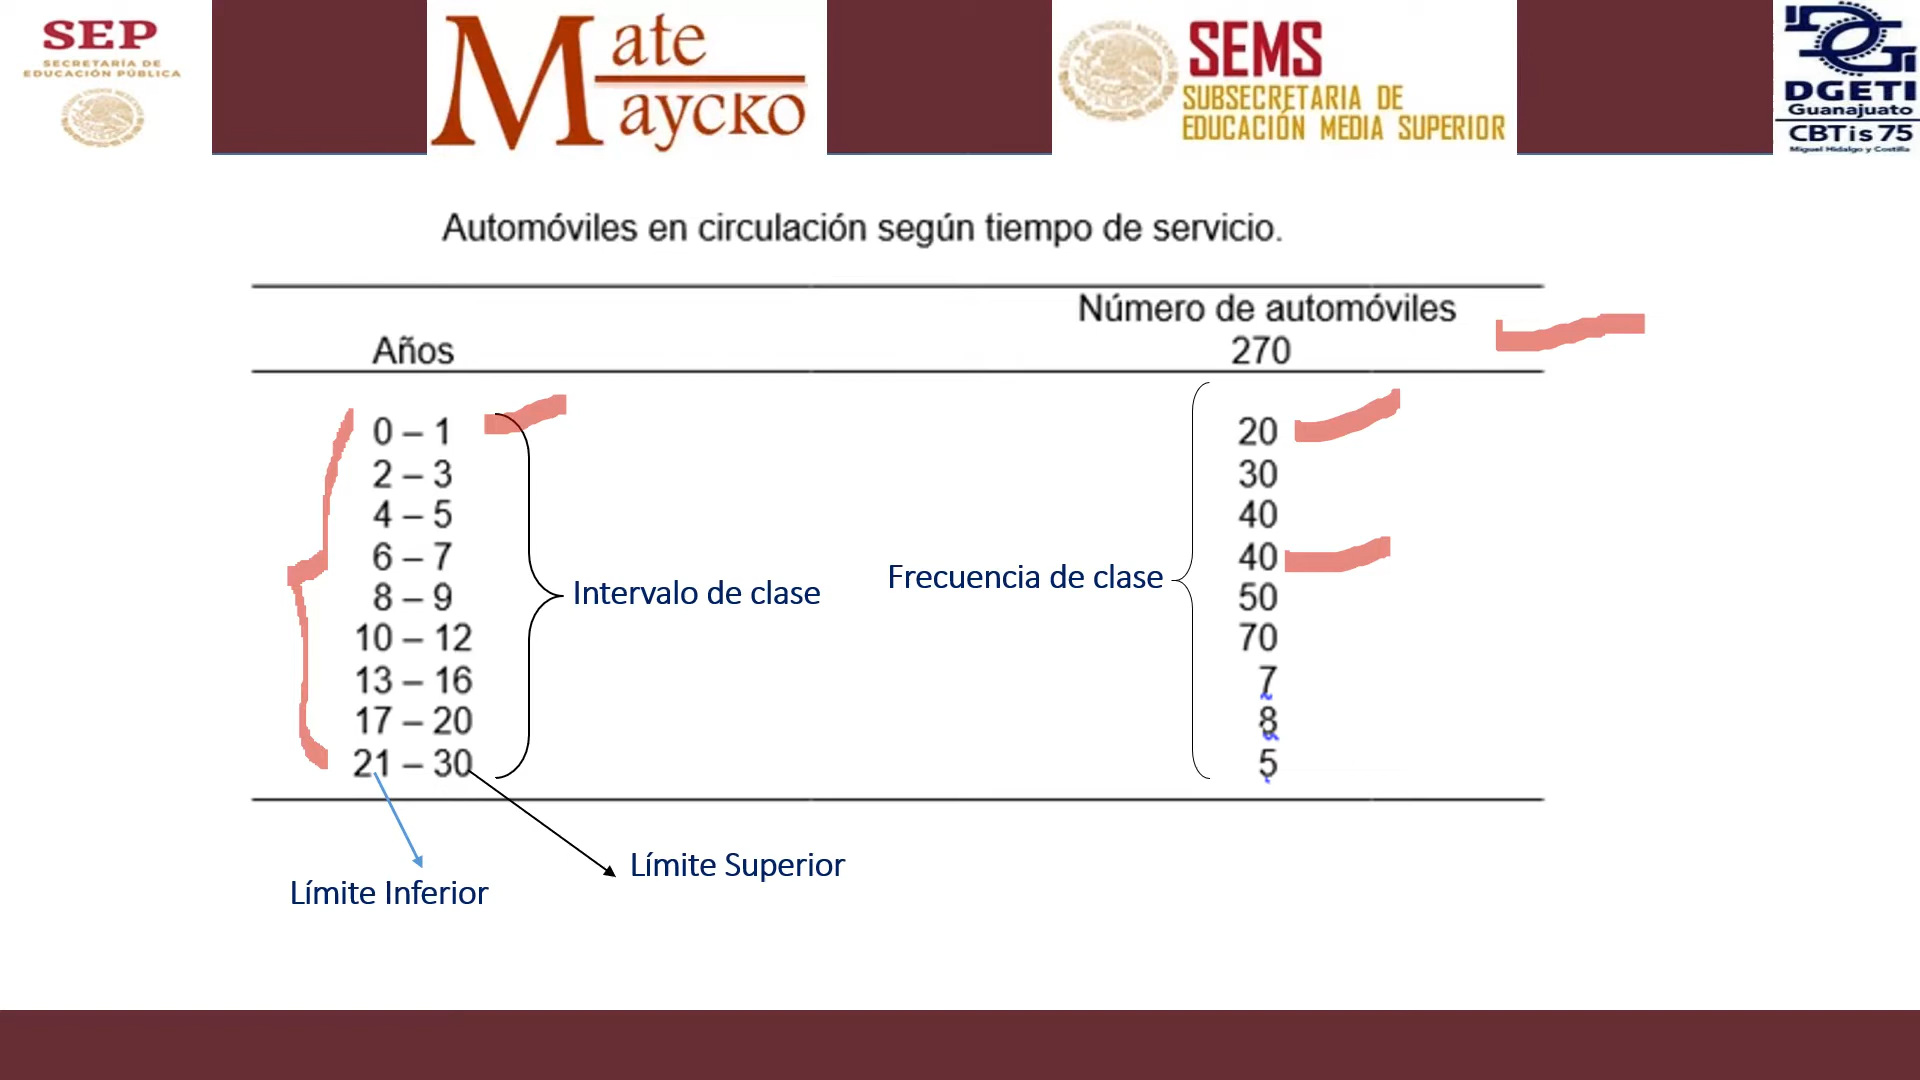 SEP
SECRETARÍA DE
EDUCACIÓN PÚBLICA
Mate
Maycko
SEMS
SUBSECRETARIA DE
EDUCACIÓN MEDIA SUPERIOR
DGETI
Guanajuato
CBTis 75
Miguel Hidalgo y Costilla
Automóviles en circulación según tiempo de servicio.
Número de automóviles
Años 270
0 – 1 20
2 – 3 30
4 – 5 40
6 – 7 40
8 – 9 50
10 – 12 70
13 – 16 7
17 – 20 8
21 – 30 5
Intervalo de clase
Frecuencia de clase
Límite Superior
Límite Inferior